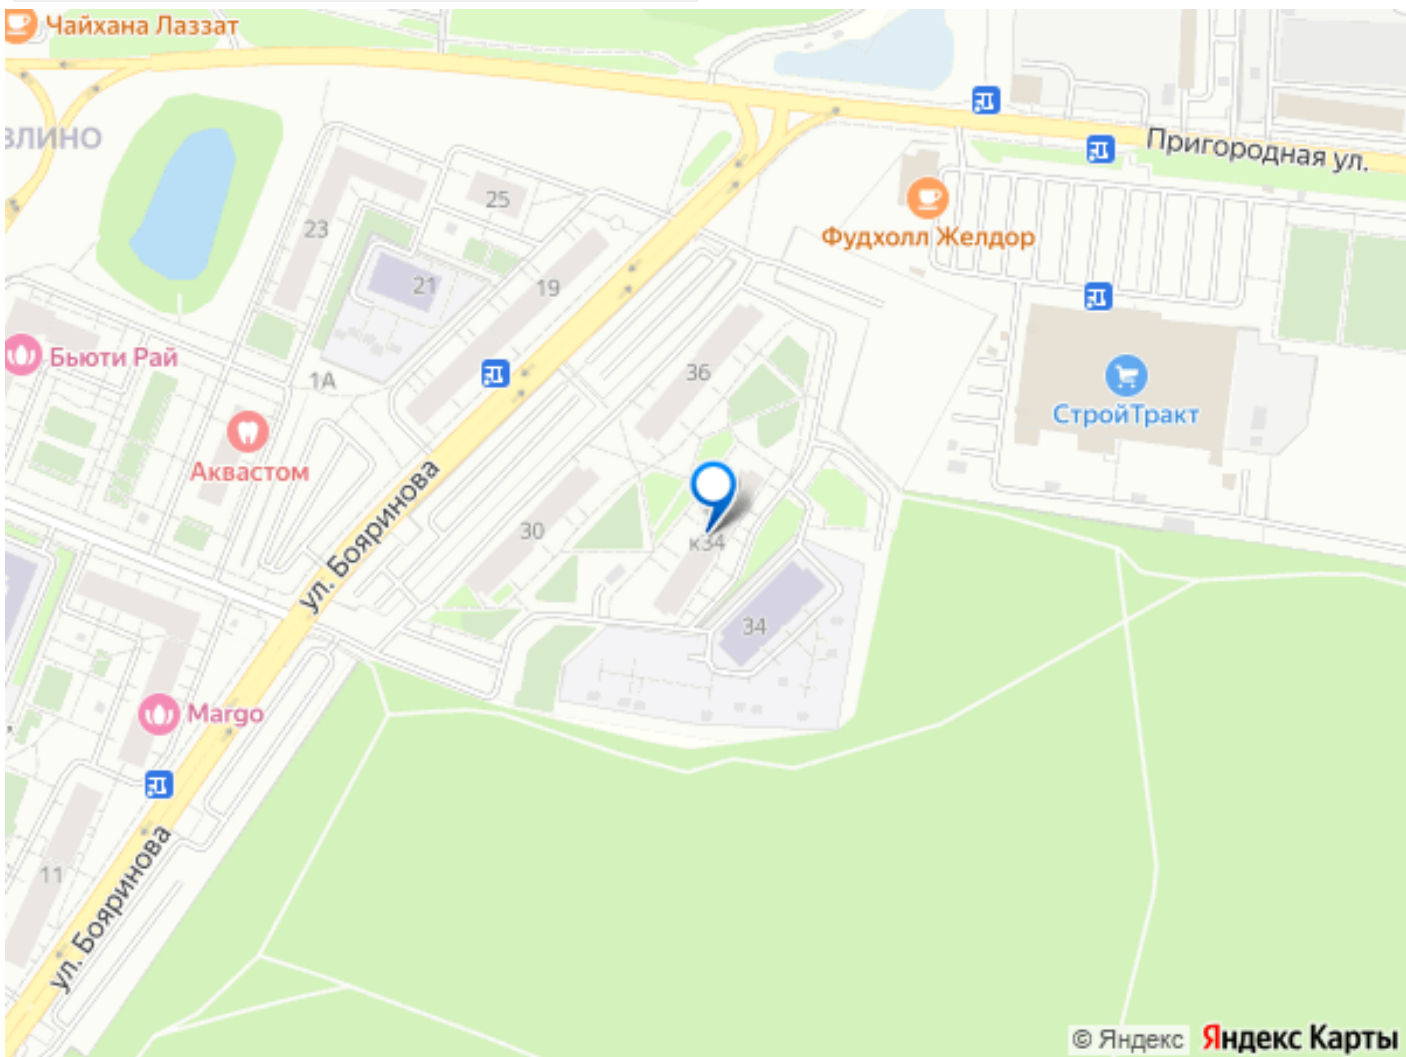 Чайхана Лаззат
ЗЛИНО
Пригородная ул.
25
23
Фудхолл Желдор
21
19
Бьюти Рай
1А
36
СтройТракт
Аквастом
ул. Бояринова
30
к34
34
Margo
11
ул. Бояринова
© Яндекс Яндекс Карты